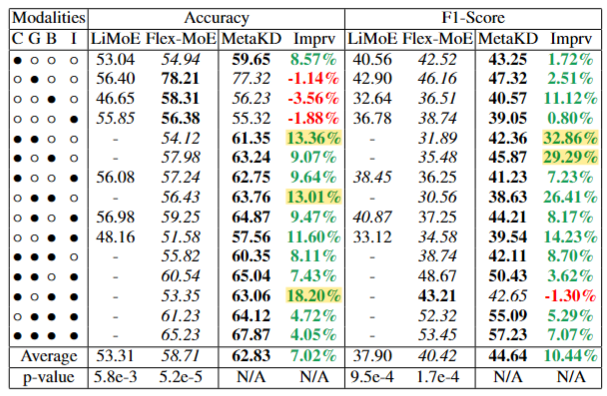 Modalities Accuracy F1-Score
C G B I LiMoE Flex-MoE MetaKD Imprv LiMoE Flex-MoE MetaKD Imprv
● ○ ○ ○ 53.04 54.94 59.65 8.57% 40.56 42.52 43.25 1.72%
○ ● ○ ○ 56.40 78.21 77.32 -1.14% 42.90 46.16 47.32 2.51%
○ ○ ● ○ 46.65 58.31 56.23 -3.56% 32.64 36.51 40.57 11.12%
○ ○ ○ ● 55.85 56.38 55.32 -1.88% 36.78 38.74 39.05 0.80%
● ● ○ ○ - 54.12 61.35 13.36% - 31.89 42.36 32.86%
● ○ ● ○ - 57.98 63.24 9.07% - 35.48 45.87 29.29%
● ○ ○ ● 56.08 57.24 62.75 9.64% 38.45 36.25 41.23 7.23%
○ ● ● ○ - 56.43 63.76 13.01% - 30.56 38.63 26.41%
○ ● ○ ● 56.98 59.25 64.87 9.47% 40.87 37.25 44.21 8.17%
○ ○ ● ● 48.16 51.58 57.56 11.60% 33.12 34.58 39.54 14.23%
● ● ● ○ - 55.82 60.35 8.11% - 38.74 42.11 8.70%
● ● ○ ● - 60.54 65.04 7.43% - 48.67 50.43 3.62%
● ○ ● ● - 53.35 63.06 18.20% - 43.21 42.65 -1.30%
○ ● ● ● - 61.23 64.12 4.72% - 52.32 55.09 5.29%
● ● ● ● - 65.23 67.87 4.05% - 53.45 57.23 7.07%
Average 53.31 58.71 62.83 7.02% 37.90 40.42 44.64 10.44%
p-value 5.8e-3 5.2e-5 N/A N/A 9.5e-4 1.7e-4 N/A N/A